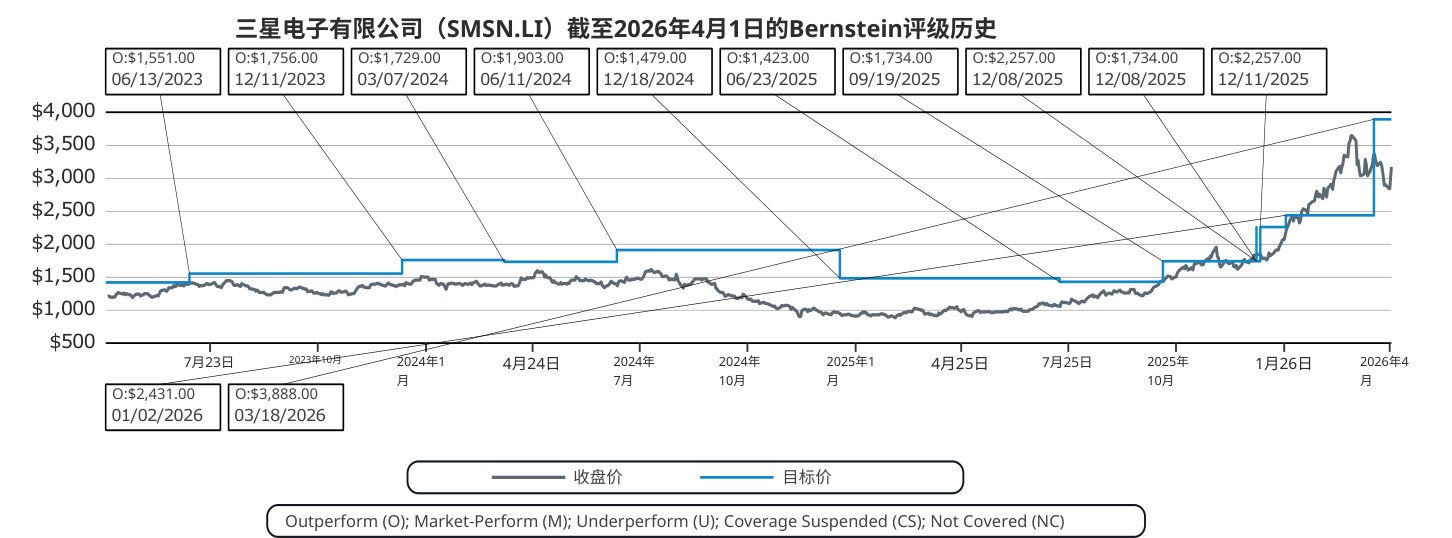 三星电子有限公司（SMSN.LI）截至2026年4月1日的Bernstein评级历史
O:$1,551.00
06/13/2023
O:$1,756.00
12/11/2023
O:$1,729.00
03/07/2024
O:$1,903.00
06/11/2024
O:$1,479.00
12/18/2024
O:$1,423.00
06/23/2025
O:$1,734.00
09/19/2025
O:$2,257.00
12/08/2025
O:$1,734.00
12/08/2025
O:$2,257.00
12/11/2025
$4,000
$3,500
$3,000
$2,500
$2,000
$1,500
$1,000
$500
7月23日
2023年10月
2024年1
月
4月24日
2024年
7月
2024年
10月
2025年1
月
4月25日
7月25日
2025年
10月
1月26日
2026年4
月
O:$2,431.00
01/02/2026
O:$3,888.00
03/18/2026
收盘价
目标价
Outperform (O); Market-Perform (M); Underperform (U); Coverage Suspended (CS); Not Covered (NC)